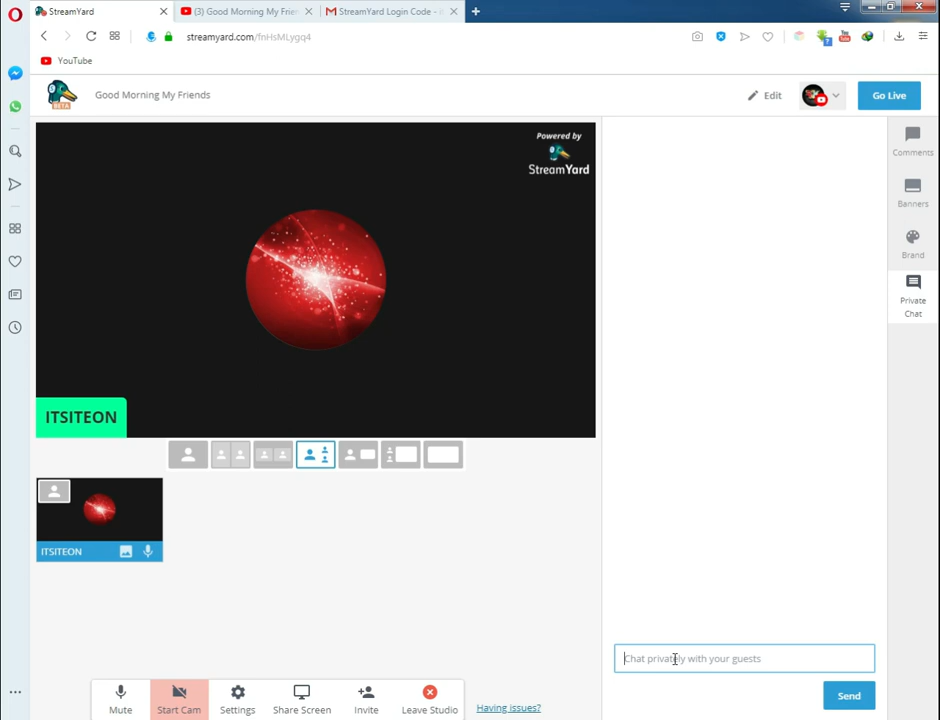 StreamYard
(3) Good Morning My Frie
StreamYard Login Code -
streamyard.com/fnHsMLygq4
YouTube
BETA
Good Morning My Friends
Edit
Go Live
Powered by
StreamYard
ITSITEON
Comments
Banners
Brand
Private
Chat
ITSITEON
Chat privately with your guests
Send
Mute
Start Cam
Settings
Share Screen
Invite
Leave Studio
Having issues?